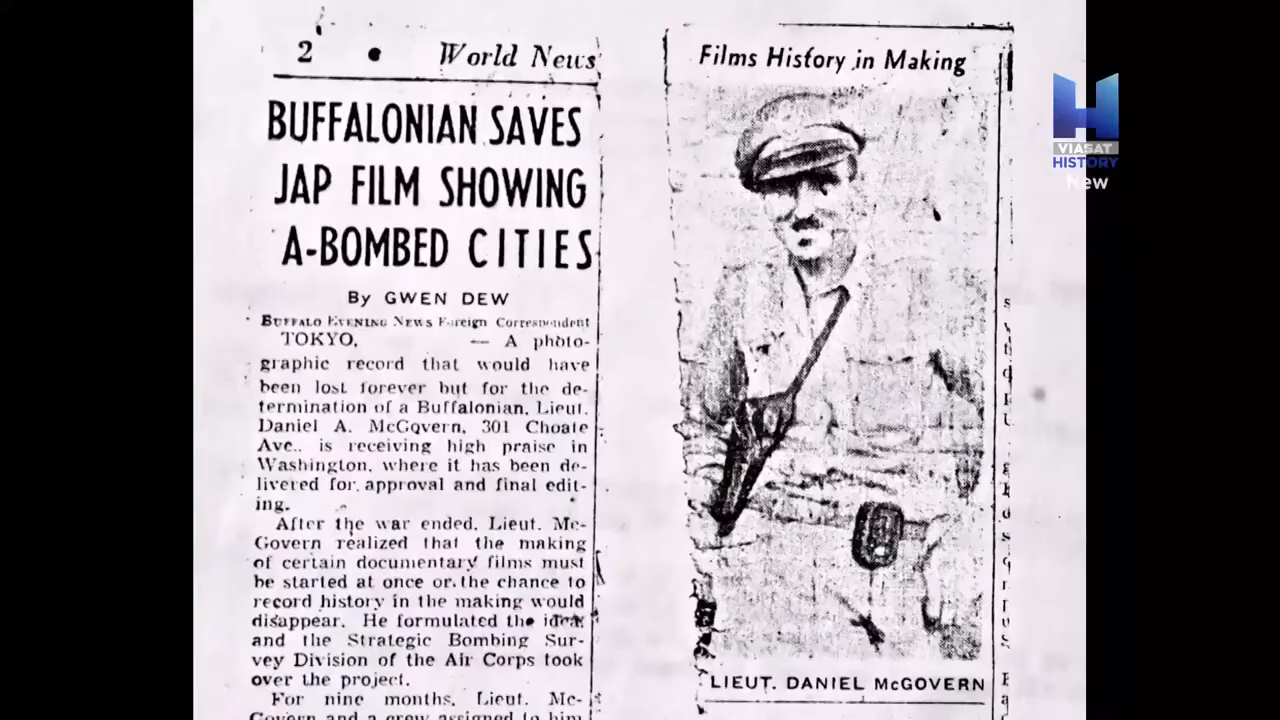 2 • World News
BUFFALONIAN SAVES
JAP FILM SHOWING
A-BOMBED CITIES
By GWEN DEW
BUFFALO EVENING NEWS Foreign Correspondent
TOKYO, — A photo-
graphic record that would have
been lost forever but for the de-
termination of a Buffalonian, Lieut.
Daniel A. McGovern, 301 Choate
Ave., is receiving high praise in
Washington, where it has been de-
livered for approval and final edit-
ing.
After the war ended, Lieut. Mc-
Govern realized that the making
of certain documentary films must
be started at once or the chance to
record history in the making would
disappear. He formulated the idea
and the Strategic Bombing Sur-
vey Division of the Air Corps took
over the project.
For nine months, Lieut. Mc-
Govern and a crew assigned to him
Films History in Making
LIEUT. DANIEL McGOVERN
VIASAT
HISTORY
New